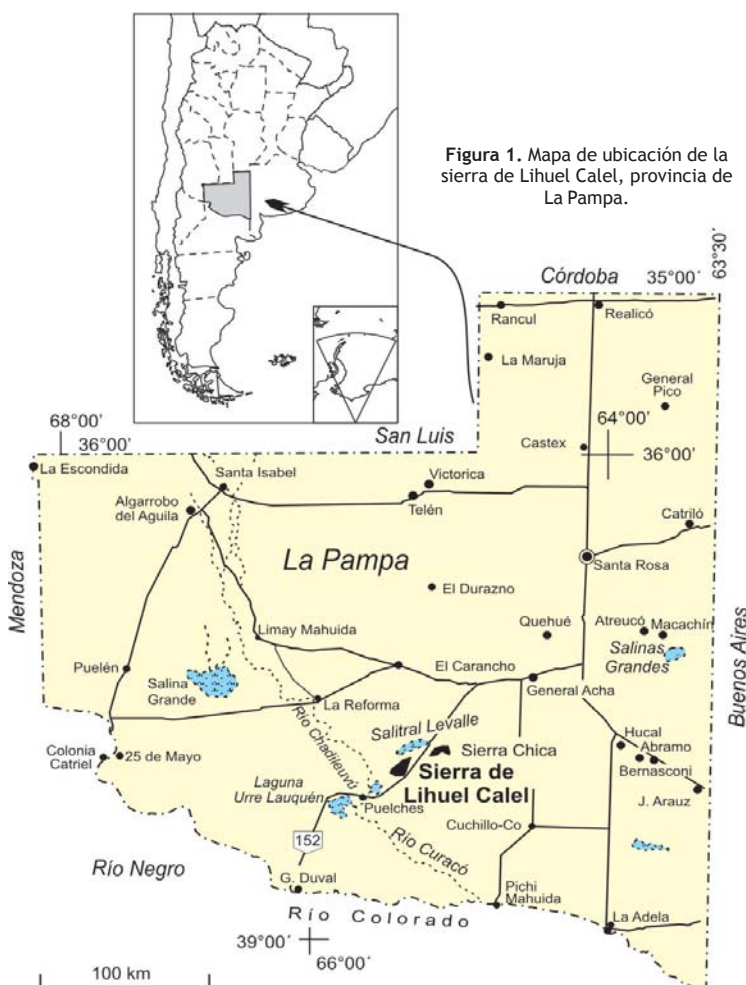 Figura 1. Mapa de ubicación de la
sierra de Lihuel Calel, provincia de
La Pampa.
63°30´
Córdoba
35°00´
Rancul
Realicó
La Maruja
General
Pico
68°00´
36°00´
San Luis
64°00´
Castex
36°00´
La Escondida
Santa Isabel
Victorica
Algarrobo
del Aguila
Telén
Catriló
La Pampa
Santa Rosa
Mendoza
El Durazno
Quehué
Atreucó
Macachín
Limay Mahuida
Salinas
Grandes
Buenos Aires
Puelén
Salina
Grande
El Carancho
General Acha
La Reforma
Río Chadileuvú
Salitral Levalle
Colonia
Catriel
25 de Mayo
Sierra Chica
Hucal
Abramo
Bernasconi
Sierra de
Lihuel Calel
Laguna
Urre Lauquén
Puelches
J. Arauz
Cuchillo-Co
Río Curacó
152
Río Negro
G. Duval
Pichi
Mahuida
Río Colorado
La Adela
39°00´
66°00´
100 km